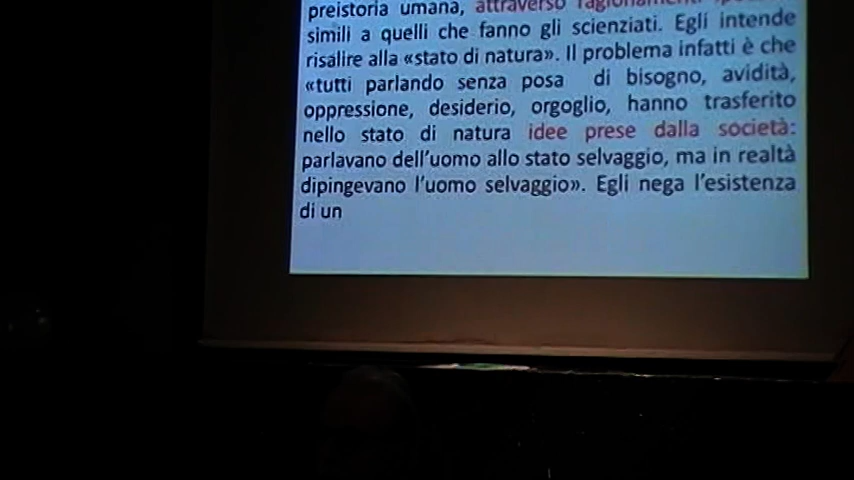 preistoria umana, attraverso ragionamenti
simili a quelli che fanno gli scienziati. Egli intende
risalire alla «stato di natura». Il problema infatti è che
«tutti parlando senza posa di bisogno, avidità,
oppressione, desiderio, orgoglio, hanno trasferito
nello stato di natura idee prese dalla società:
parlavano dell'uomo allo stato selvaggio, ma in realtà
dipingevano l'uomo selvaggio». Egli nega l'esistenza
di un